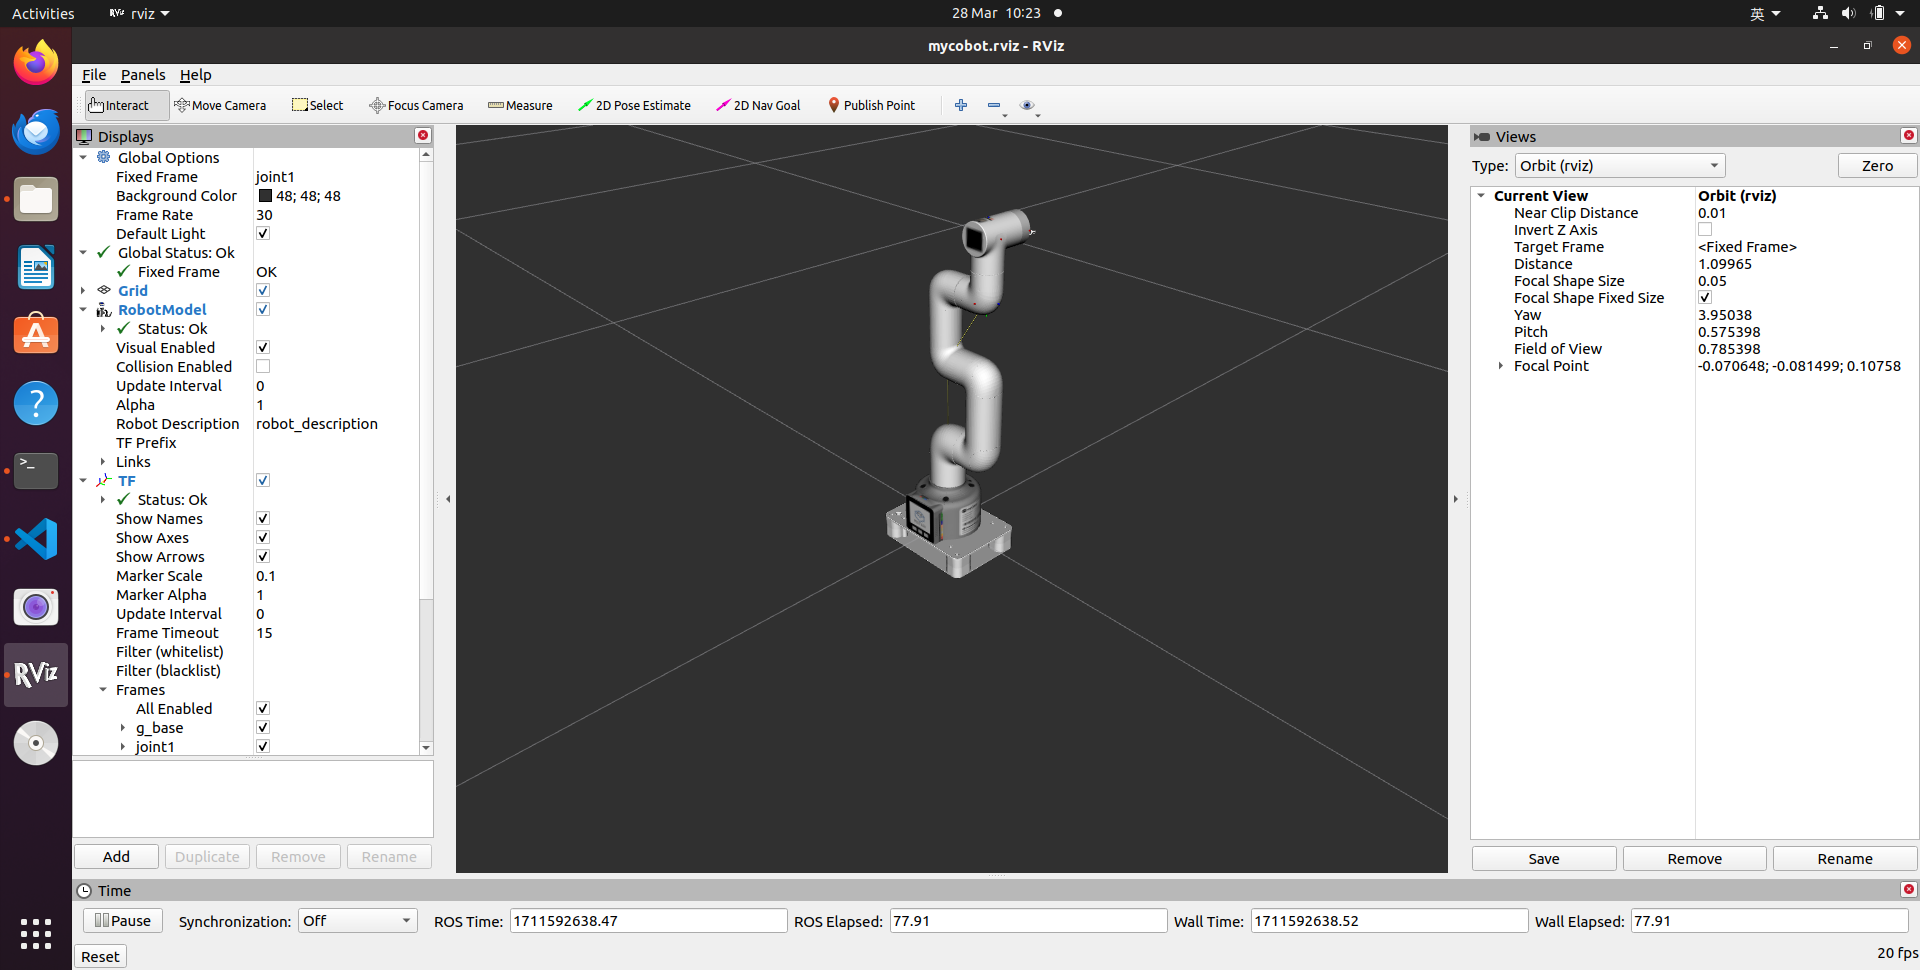 Activities RViz rviz 28 Mar 10:23 英
mycobot.rviz - RViz
File Panels Help
Interact Move Camera Select Focus Camera Measure 2D Pose Estimate 2D Nav Goal Publish Point
Displays
Global Options
Fixed Frame joint1
Background Color 48; 48; 48
Frame Rate 30
Default Light
Global Status: Ok
Fixed Frame OK
Grid
RobotModel
Status: Ok
Visual Enabled
Collision Enabled
Update Interval 0
Alpha 1
Robot Description robot_description
TF Prefix
Links
TF
Status: Ok
Show Names
Show Axes
Show Arrows
Marker Scale 0.1
Marker Alpha 1
Update Interval 0
Frame Timeout 15
Filter (whitelist)
Filter (blacklist)
Frames
All Enabled
g_base
joint1
Add Duplicate Remove Rename
RViz
Views
Type: Orbit (rviz) Zero
Current View Orbit (rviz)
Near Clip Distance 0.01
Invert Z Axis
Target Frame <Fixed Frame>
Distance 1.09965
Focal Shape Size 0.05
Focal Shape Fixed Size
Yaw 3.95038
Pitch 0.575398
Field of View 0.785398
Focal Point -0.070648; -0.081499; 0.10758
Save Remove Rename
Time
Pause Synchronization: Off ROS Time: 1711592638.47 ROS Elapsed: 77.91 Wall Time: 1711592638.52 Wall Elapsed: 77.91
Reset 20 fps